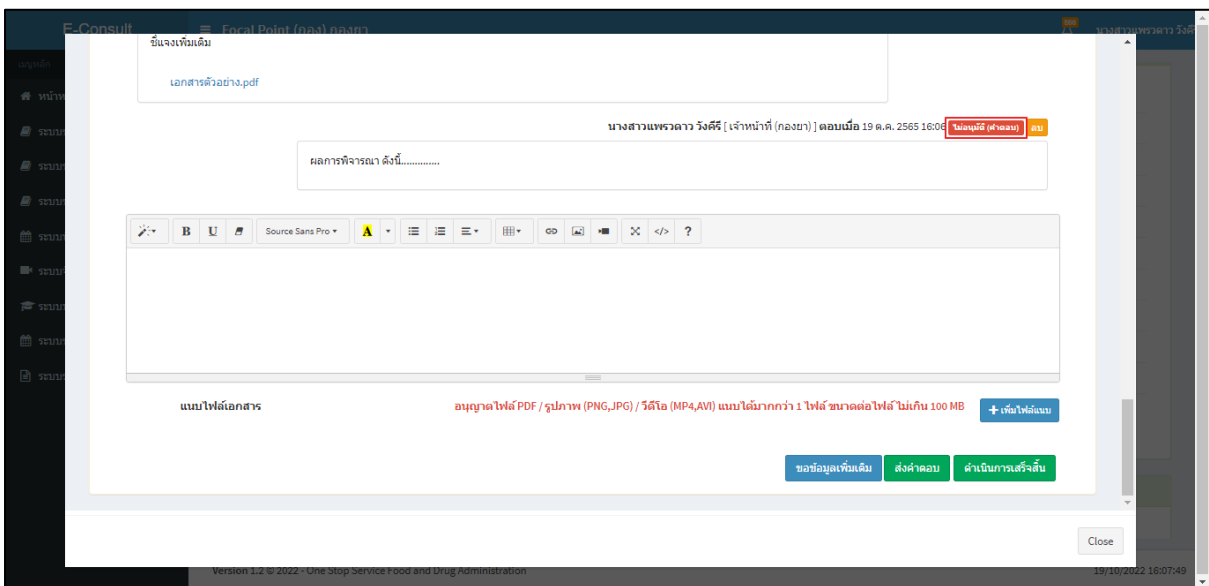 E-Consult
Focal Point (กอง) กองยา
ชี้แจงเพิ่มเติม
เมนูหลัก
เอกสารตัวอย่าง.pdf
นางสาวแพรวดาว วังคีรี [ เจ้าหน้าที่ (กองยา) ] ตอบเมื่อ 19 ต.ค. 2565 16:06 ไม่อนุมัติ (คำตอบ) ลบ
ผลการพิจารณา ดังนี้..............
B U Source Sans Pro A </> ?
แนบไฟล์เอกสาร
อนุญาตไฟล์ PDF / รูปภาพ (PNG,JPG) / วีดีโอ (MP4,AVI) แนบได้มากกว่า 1 ไฟล์ ขนาดต่อไฟล์ ไม่เกิน 100 MB
เพิ่มไฟล์แนบ
ขอข้อมูลเพิ่มเติม ส่งคำตอบ ดำเนินการเสร็จสิ้น
Close
Version 1.2 © 2022 - One Stop Service Food and Drug Administration
19/10/2022 16:07:49